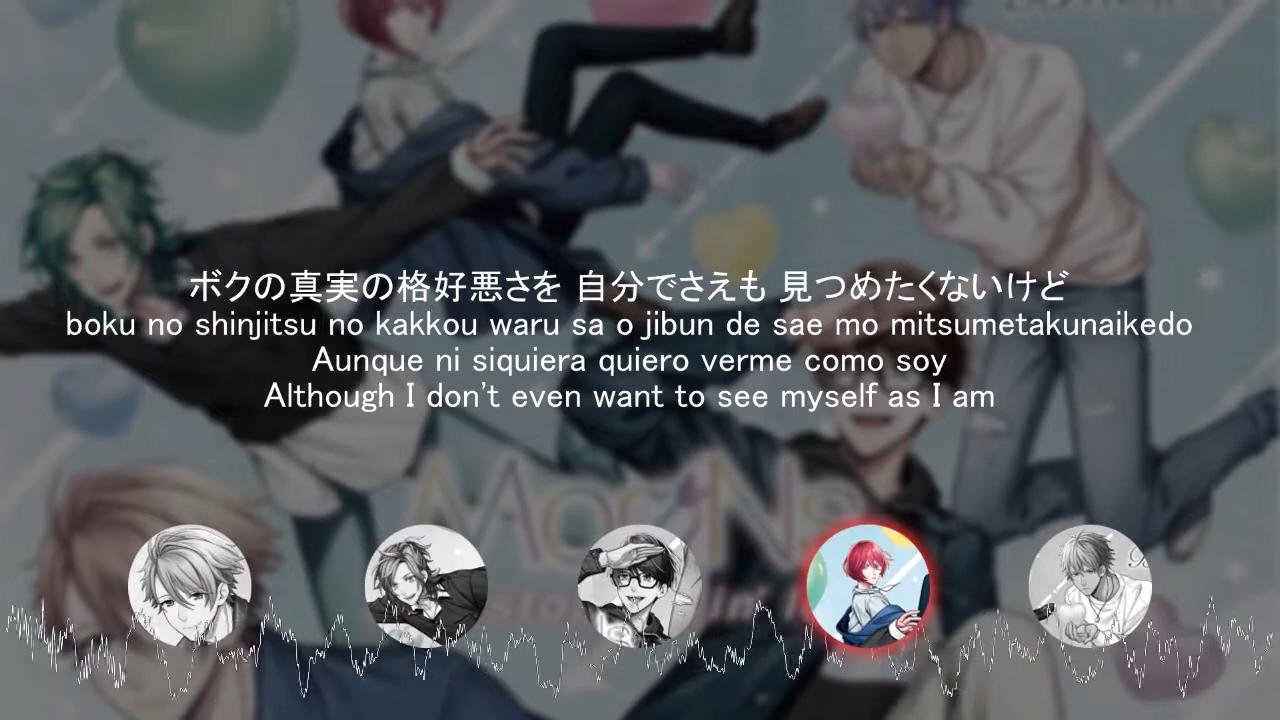 ボクの真実の格好悪さを 自分でさえも 見つめたくないけど
boku no shinjitsu no kakkou waru sa o jibun de sae mo mitsumetakunaikedo
Aunque ni siquiera quiero verme como soy
Although I don't even want to see myself as I am